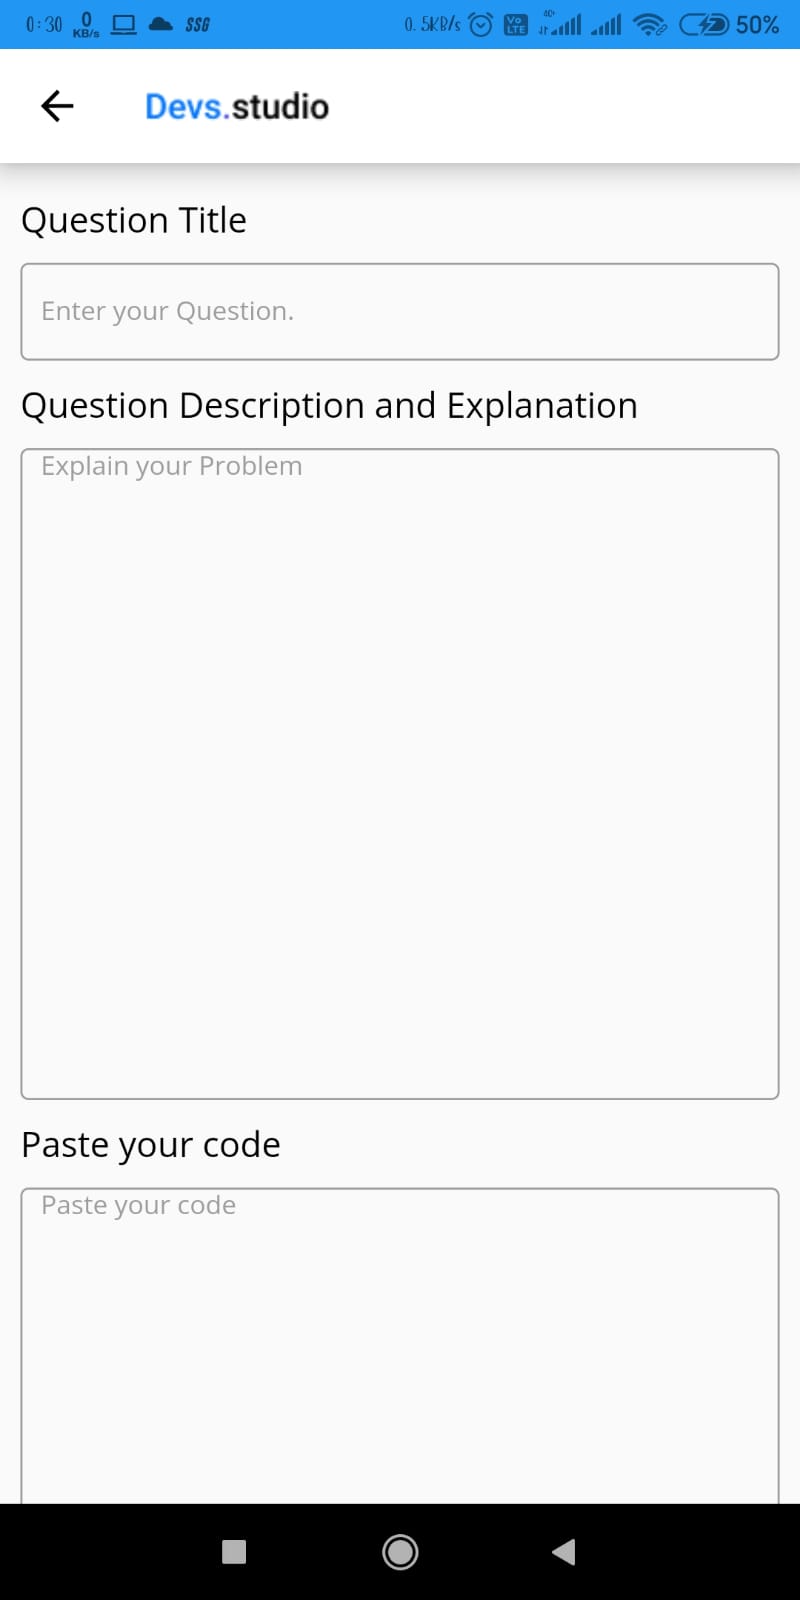 0:30 0 KB/s SSG 0.5KB/s Vo LTE 4G+ 50%
Devs.studio
Question Title
Enter your Question.
Question Description and Explanation
Explain your Problem
Paste your code
Paste your code